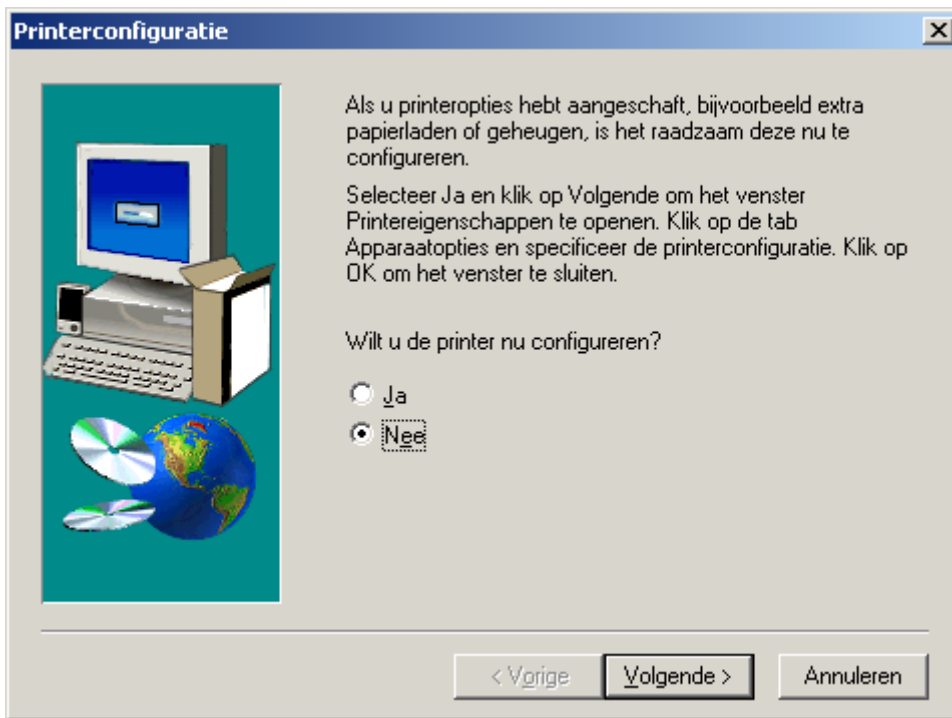 Printerconfiguratie
Als u printeropties hebt aangeschaft, bijvoorbeeld extra
papierladen of geheugen, is het raadzaam deze nu te
configureren.
Selecteer Ja en klik op Volgende om het venster
Printereigenschappen te openen. Klik op de tab
Apparaatopties en specificeer de printerconfiguratie. Klik op
OK om het venster te sluiten.
Wilt u de printer nu configureren?
Ja
Nee
< Vorige
Volgende >
Annuleren